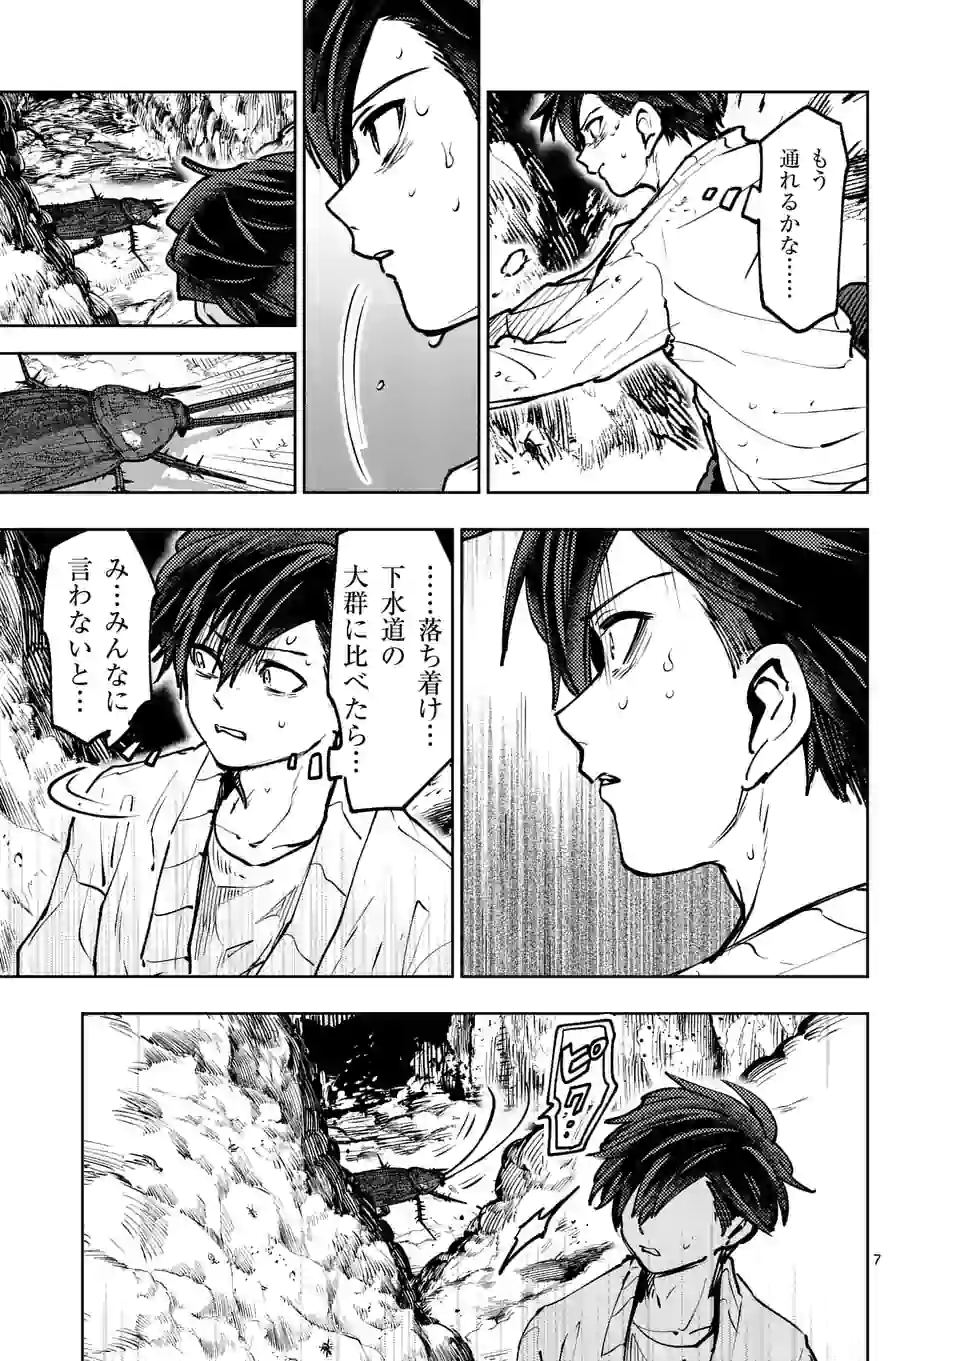 もう
通れるかな……
……落ち着け…
下水道の
大群に比べたら…
み…みんなに
言わないと…
ピク…
7